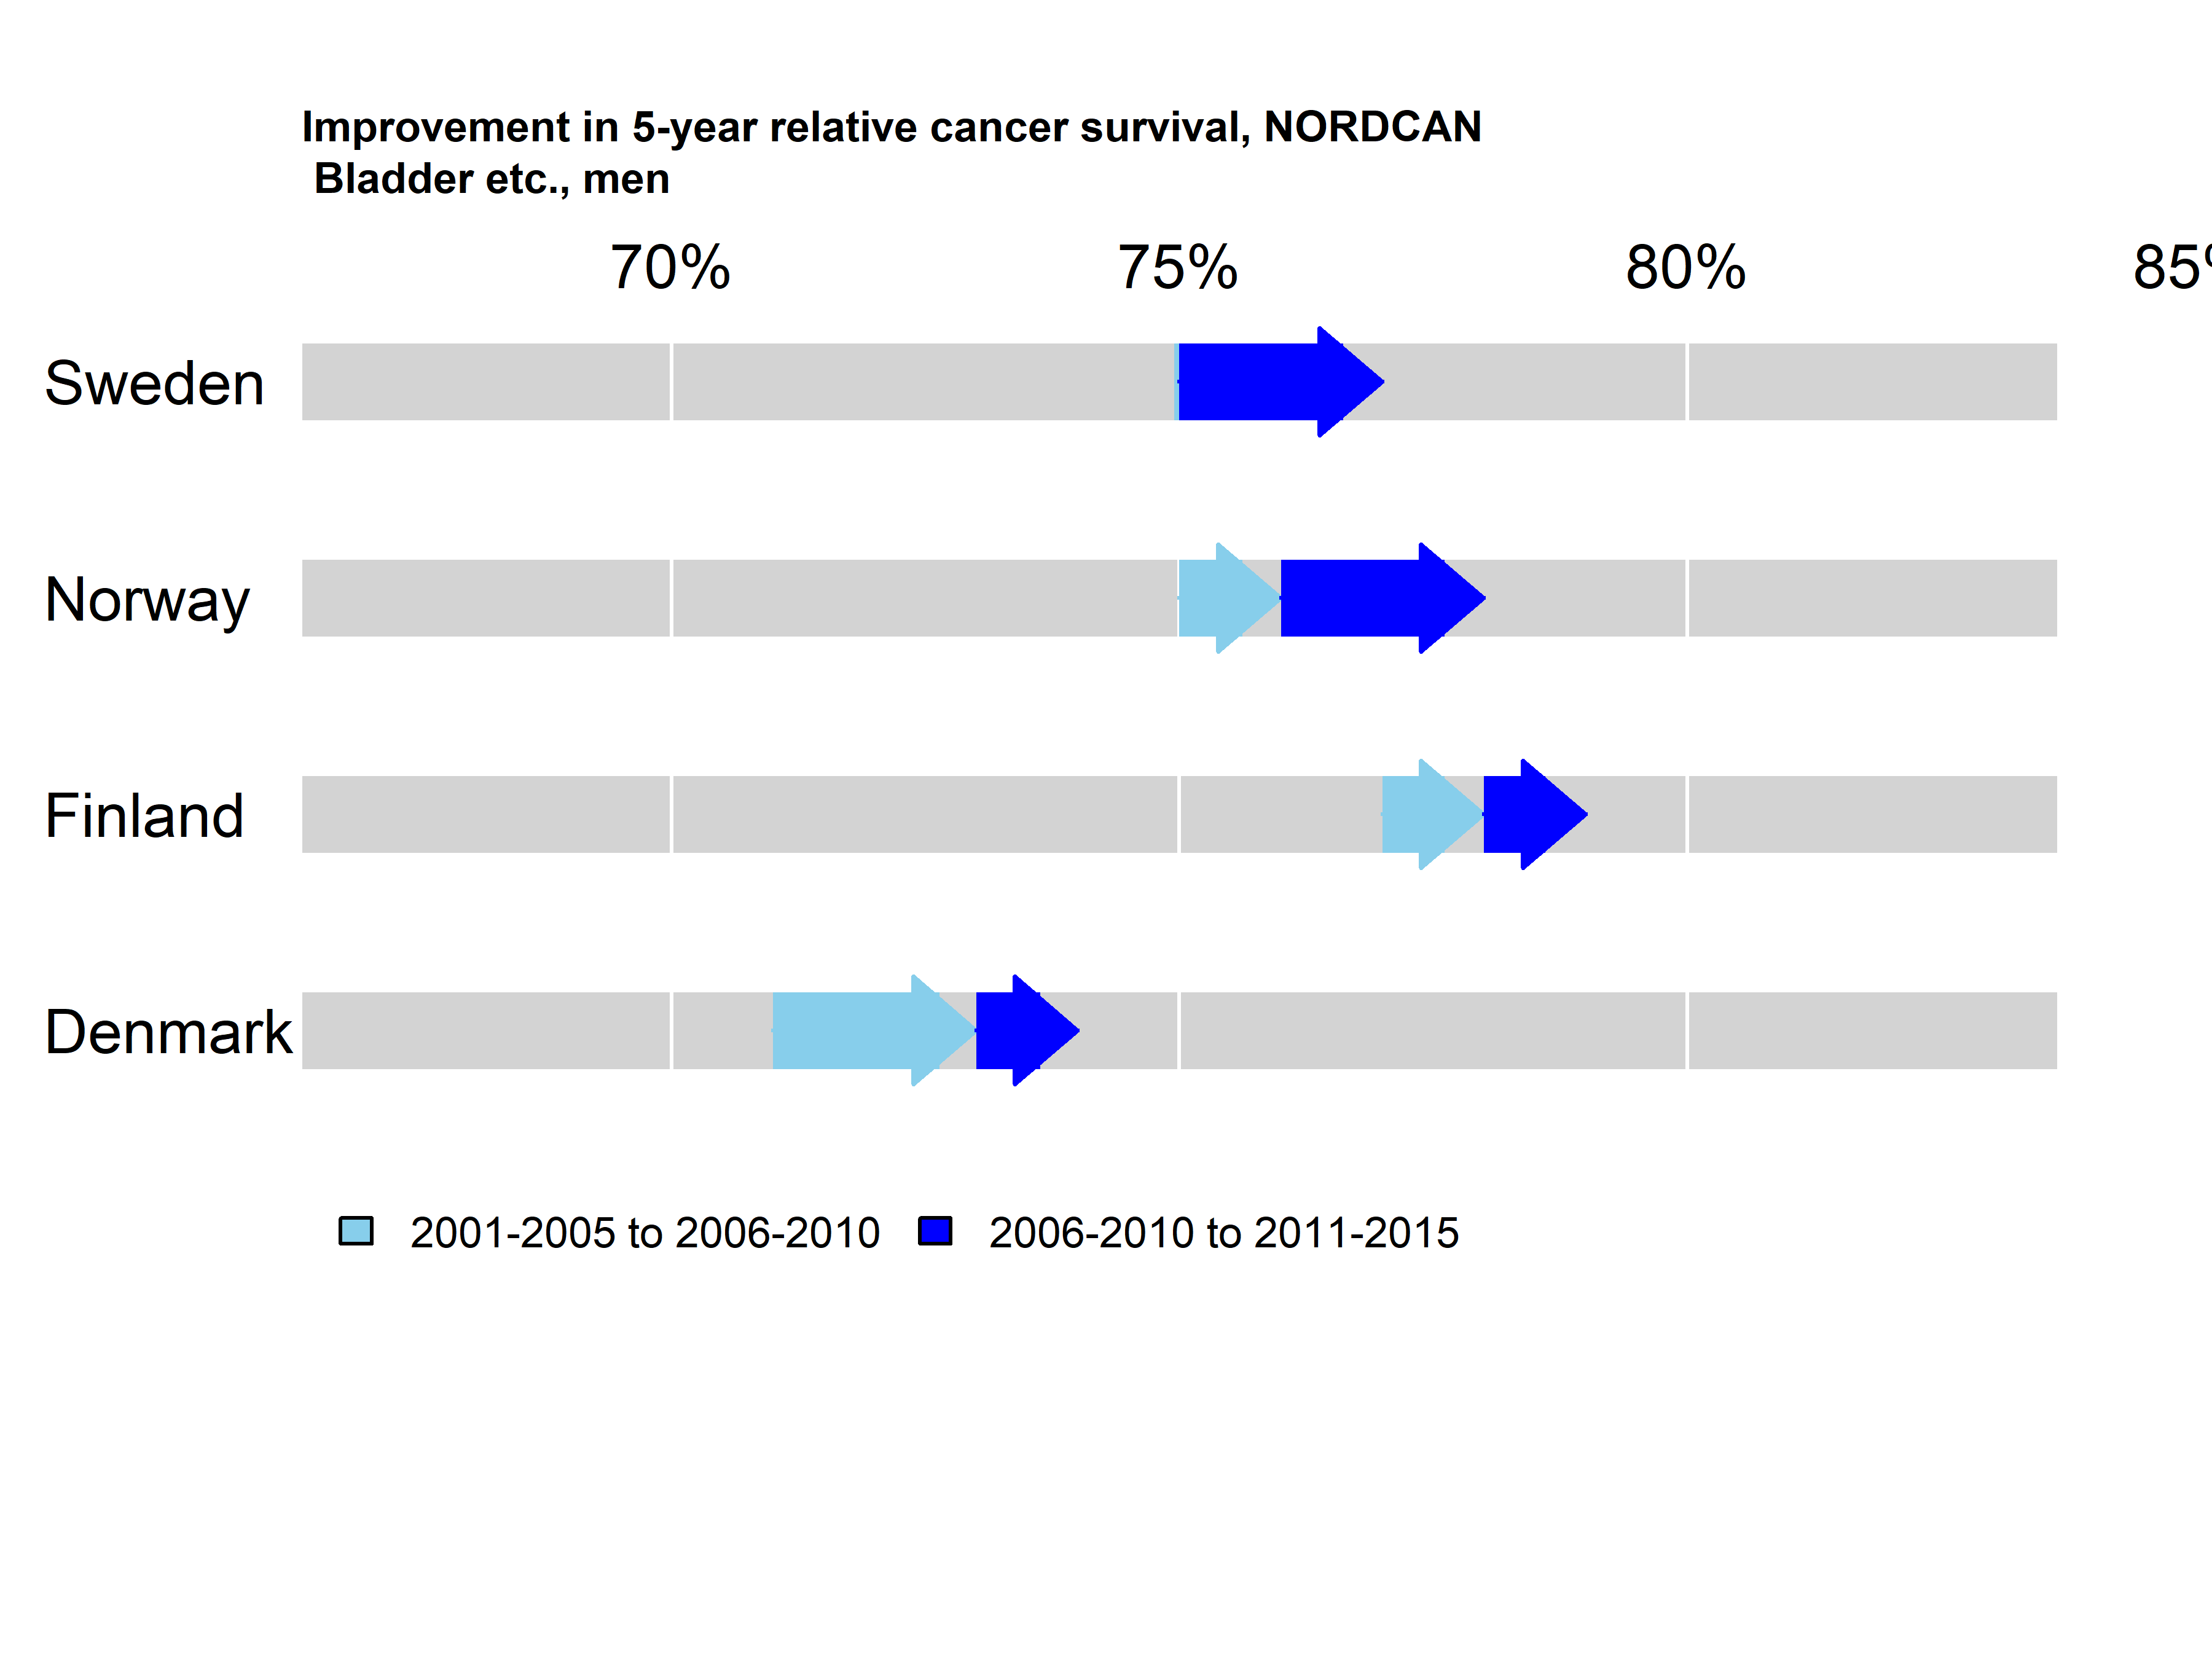 Improvement in 5-year relative cancer survival, NORDCAN
Bladder etc., men
70% 75% 80% 85%
Sweden
Norway
Finland
Denmark
2001-2005 to 2006-2010 2006-2010 to 2011-2015